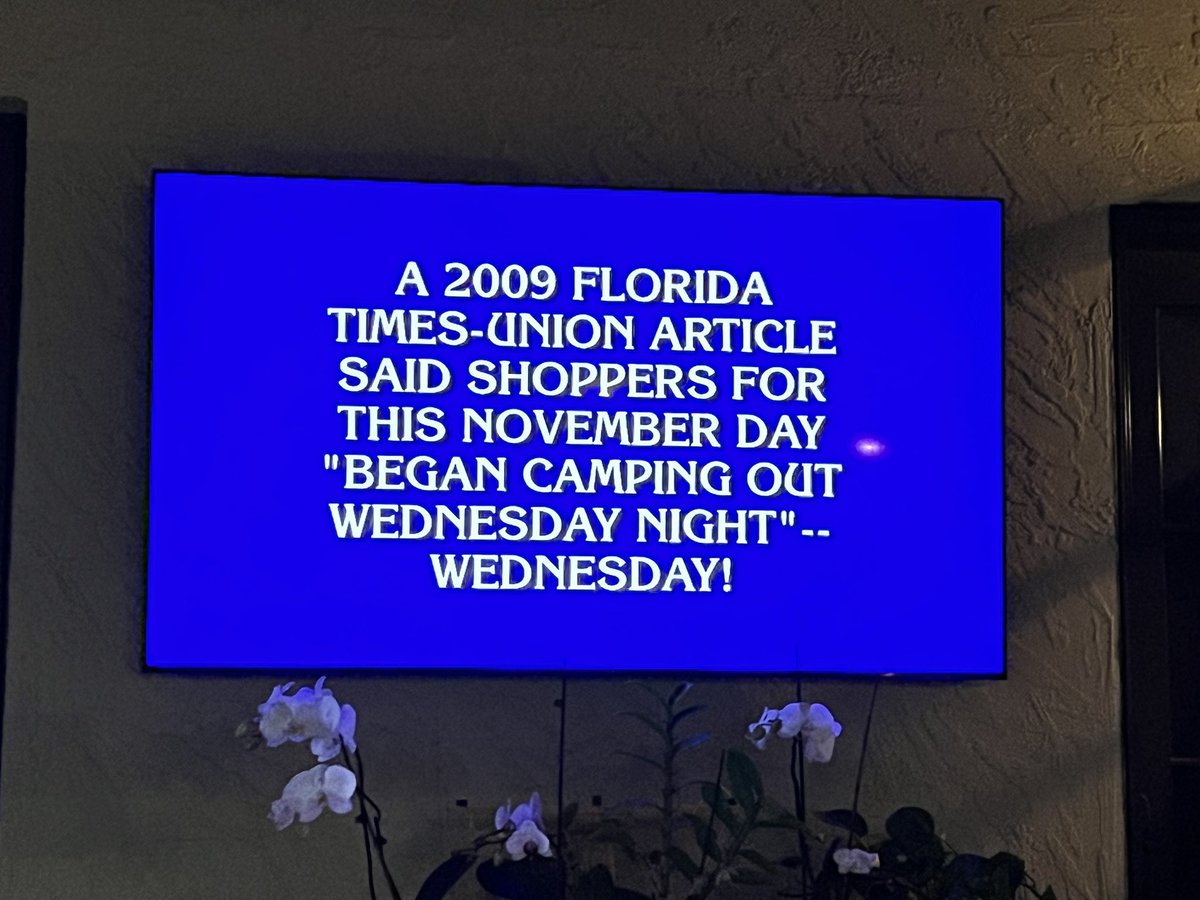 A 2009 FLORIDA
TIMES-UNION ARTICLE
SAID SHOPPERS FOR
THIS NOVEMBER DAY
"BEGAN CAMPING OUT
WEDNESDAY NIGHT"--
WEDNESDAY!